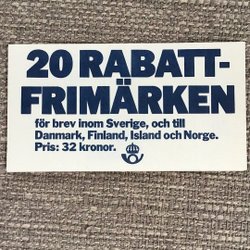 20 RABATT-
FRIMÄRKEN
för brev inom Sverige, och till
Danmark, Finland, Island och Norge.
Pris: 32 kronor.